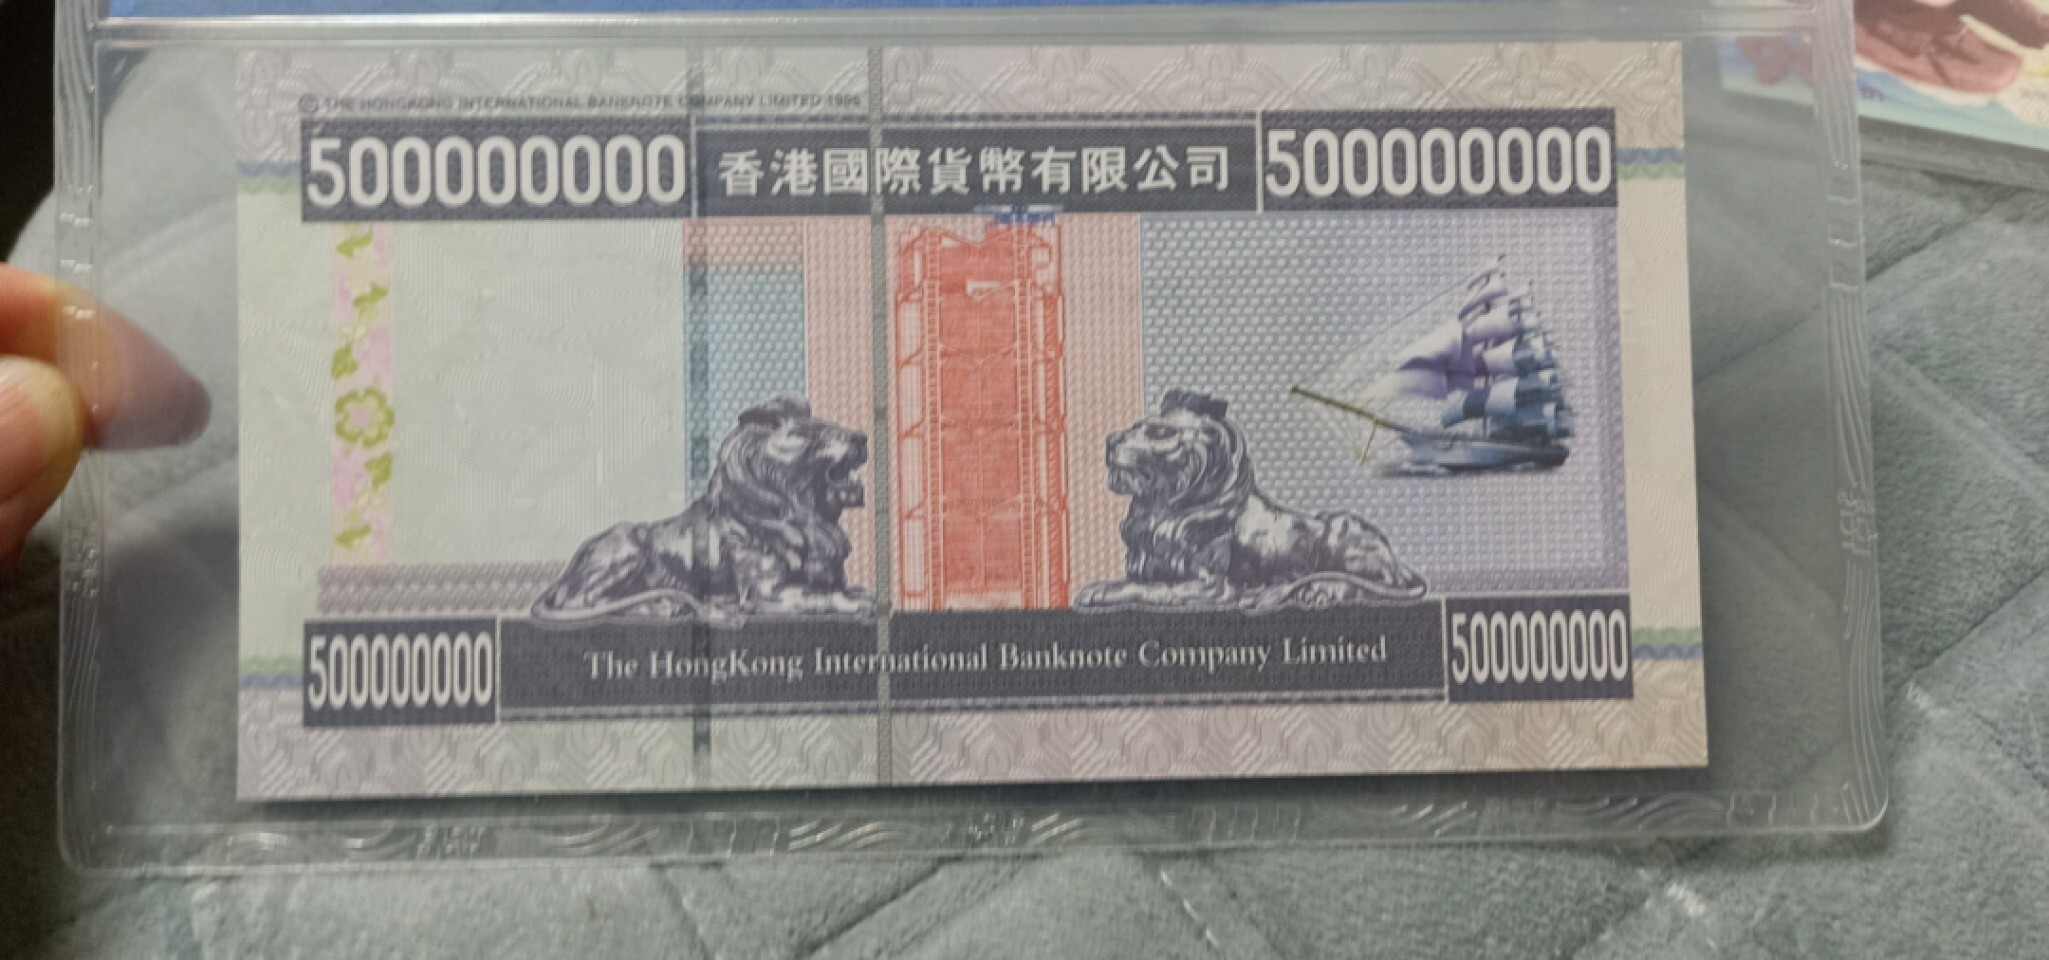 © THE HONGKONG INTERNATIONAL BANKNOTE COMPANY LIMITED 1996
500000000 香港國際貨幣有限公司 500000000
500000000 The HongKong International Banknote Company Limited 500000000